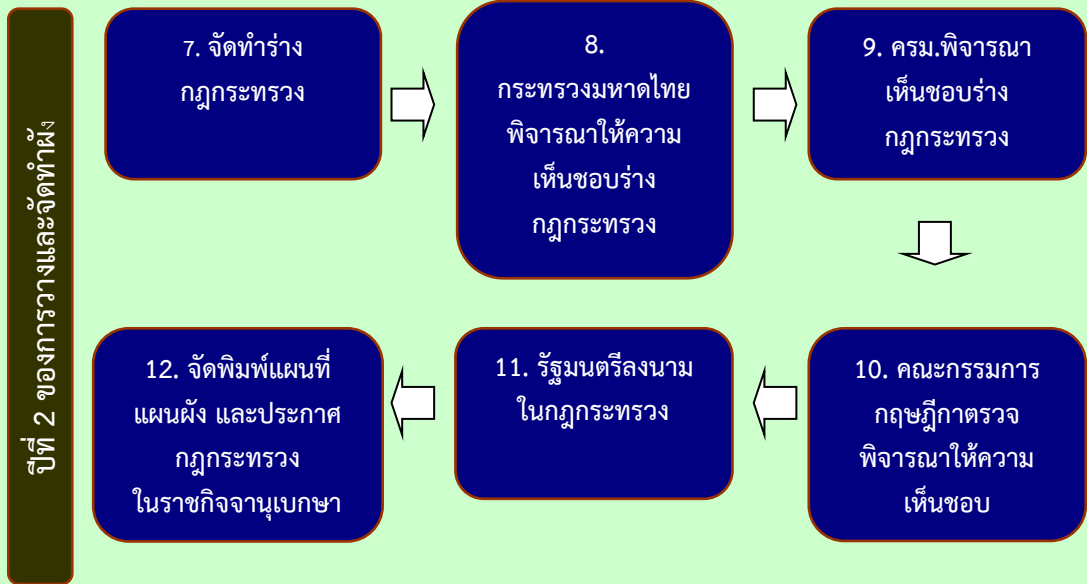 ปีที่ 2 ของการวางและจัดทำผัง
7. จัดทำร่าง
กฎกระทรวง
8.
กระทรวงมหาดไทย
พิจารณาให้ความ
เห็นชอบร่าง
กฎกระทรวง
9. ครม.พิจารณา
เห็นชอบร่าง
กฎกระทรวง
10. คณะกรรมการ
กฤษฎีกาตรวจ
พิจารณาให้ความ
เห็นชอบ
11. รัฐมนตรีลงนาม
ในกฎกระทรวง
12. จัดพิมพ์แผนที่
แผนผัง และประกาศ
กฎกระทรวง
ในราชกิจจานุเบกษา